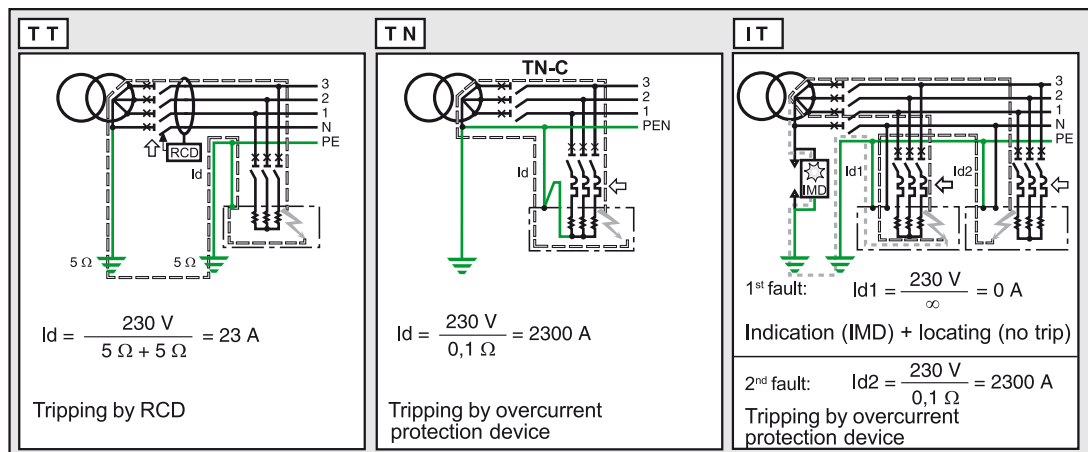 TT
3
2
1
N
PE
RCD
Id
5 Ω
5 Ω
Id = 230 V / 5 Ω + 5 Ω = 23 A
Tripping by RCD
TN
TN-C
3
2
1
PEN
Id
Id = 230 V / 0,1 Ω = 2300 A
Tripping by overcurrent
protection device
IT
3
2
1
N
PE
Id1
Id2
IMD
1st fault: Id1 = 230 V / ∞ = 0 A
Indication (IMD) + locating (no trip)
2nd fault: Id2 = 230 V / 0,1 Ω = 2300 A
Tripping by overcurrent
protection device